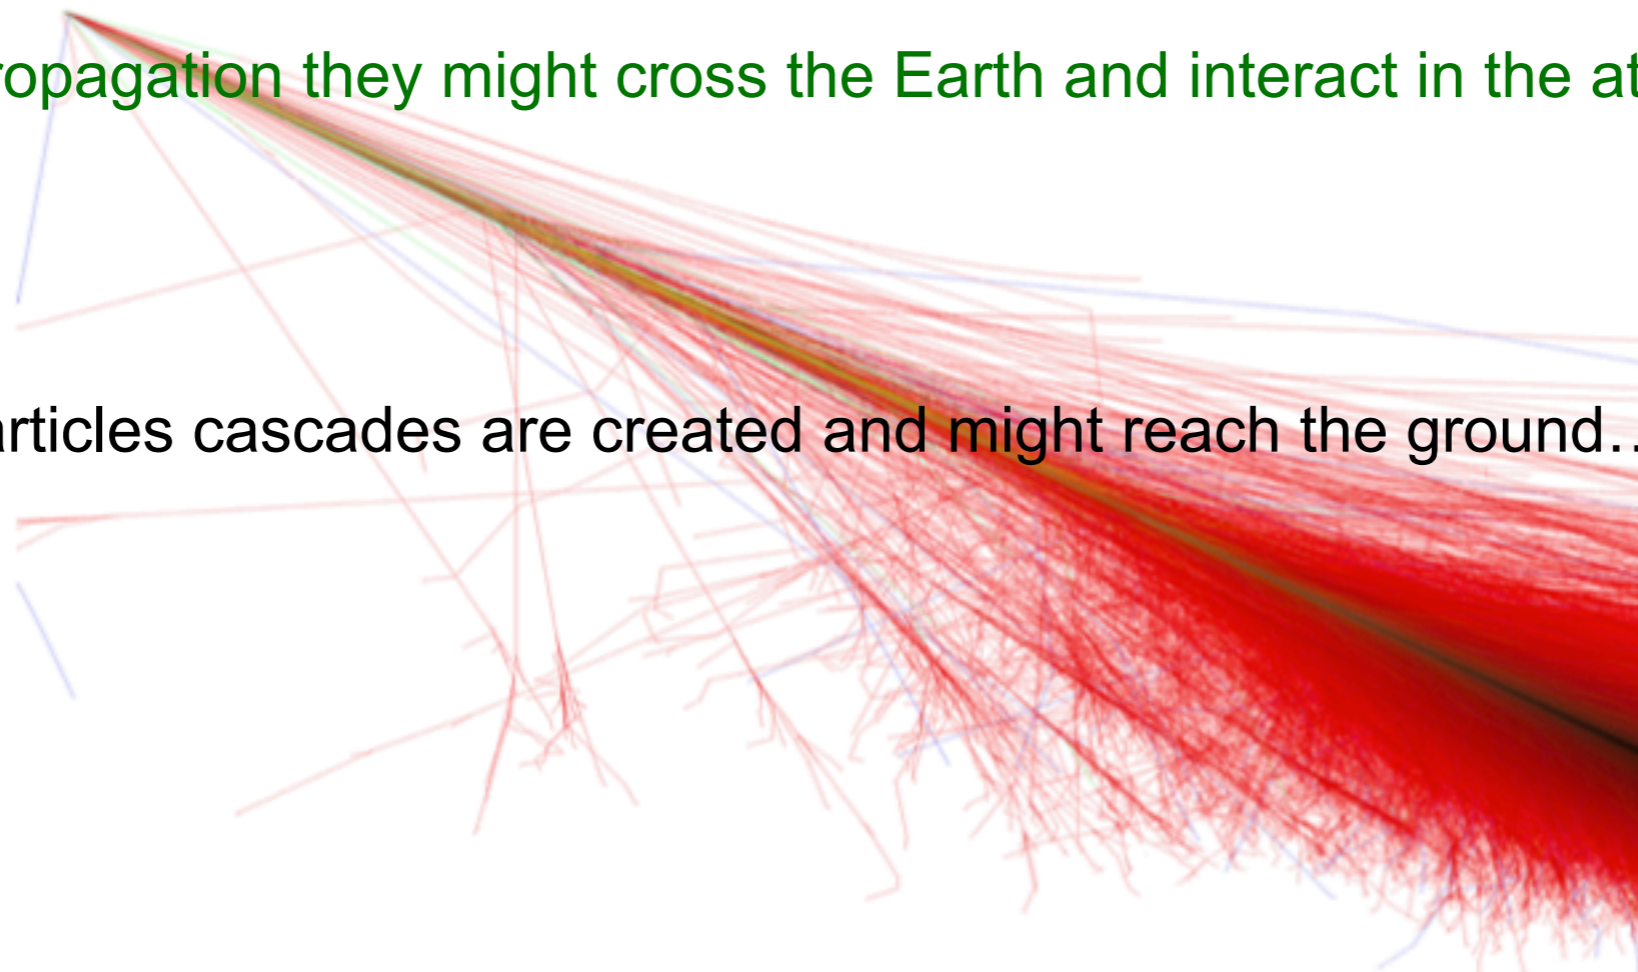 ropagation they might cross the Earth and interact in the at
articles cascades are created and might reach the ground..